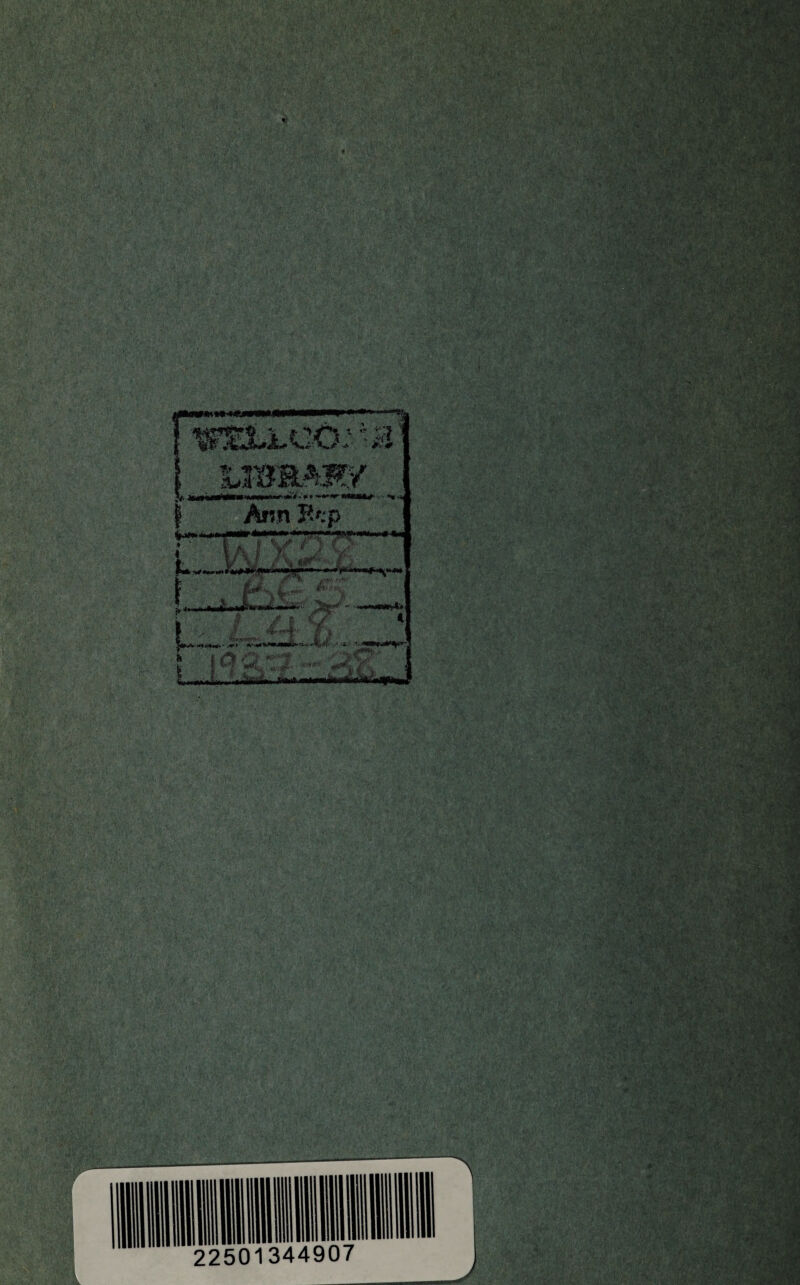 WELLCOME
LIBRARY
Ann Rep
WX28
.BE5
L48
1937-38
22501344907